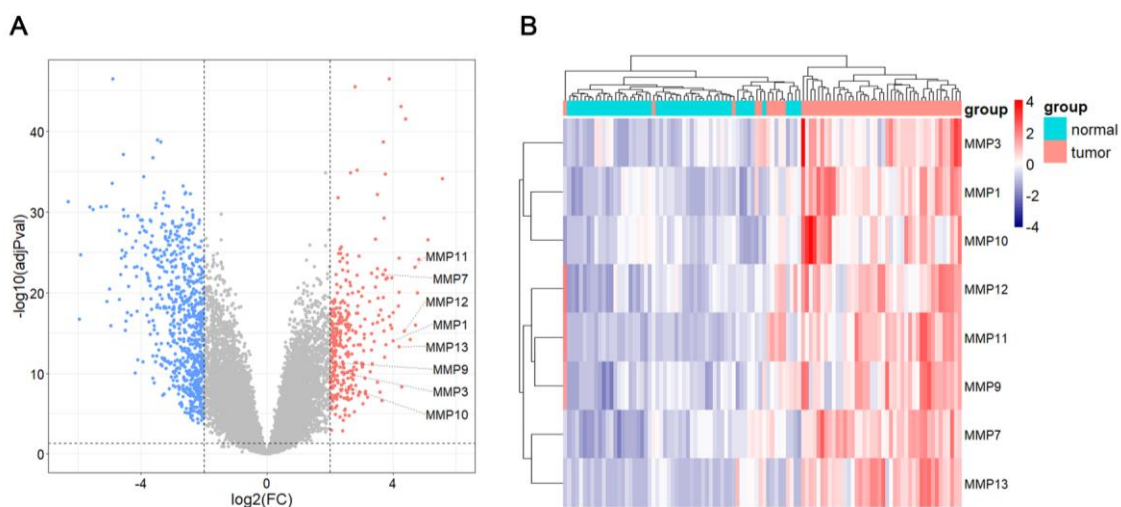 A
-log10(adjPval)
40
30
20
10
0
-4
0
4
log2(FC)
MMP11
MMP7
MMP12
MMP1
MMP13
MMP9
MMP3
MMP10
B
group
MMP3
MMP1
MMP10
MMP12
MMP11
MMP9
MMP7
MMP13
4
2
0
-2
-4
group
normal
tumor